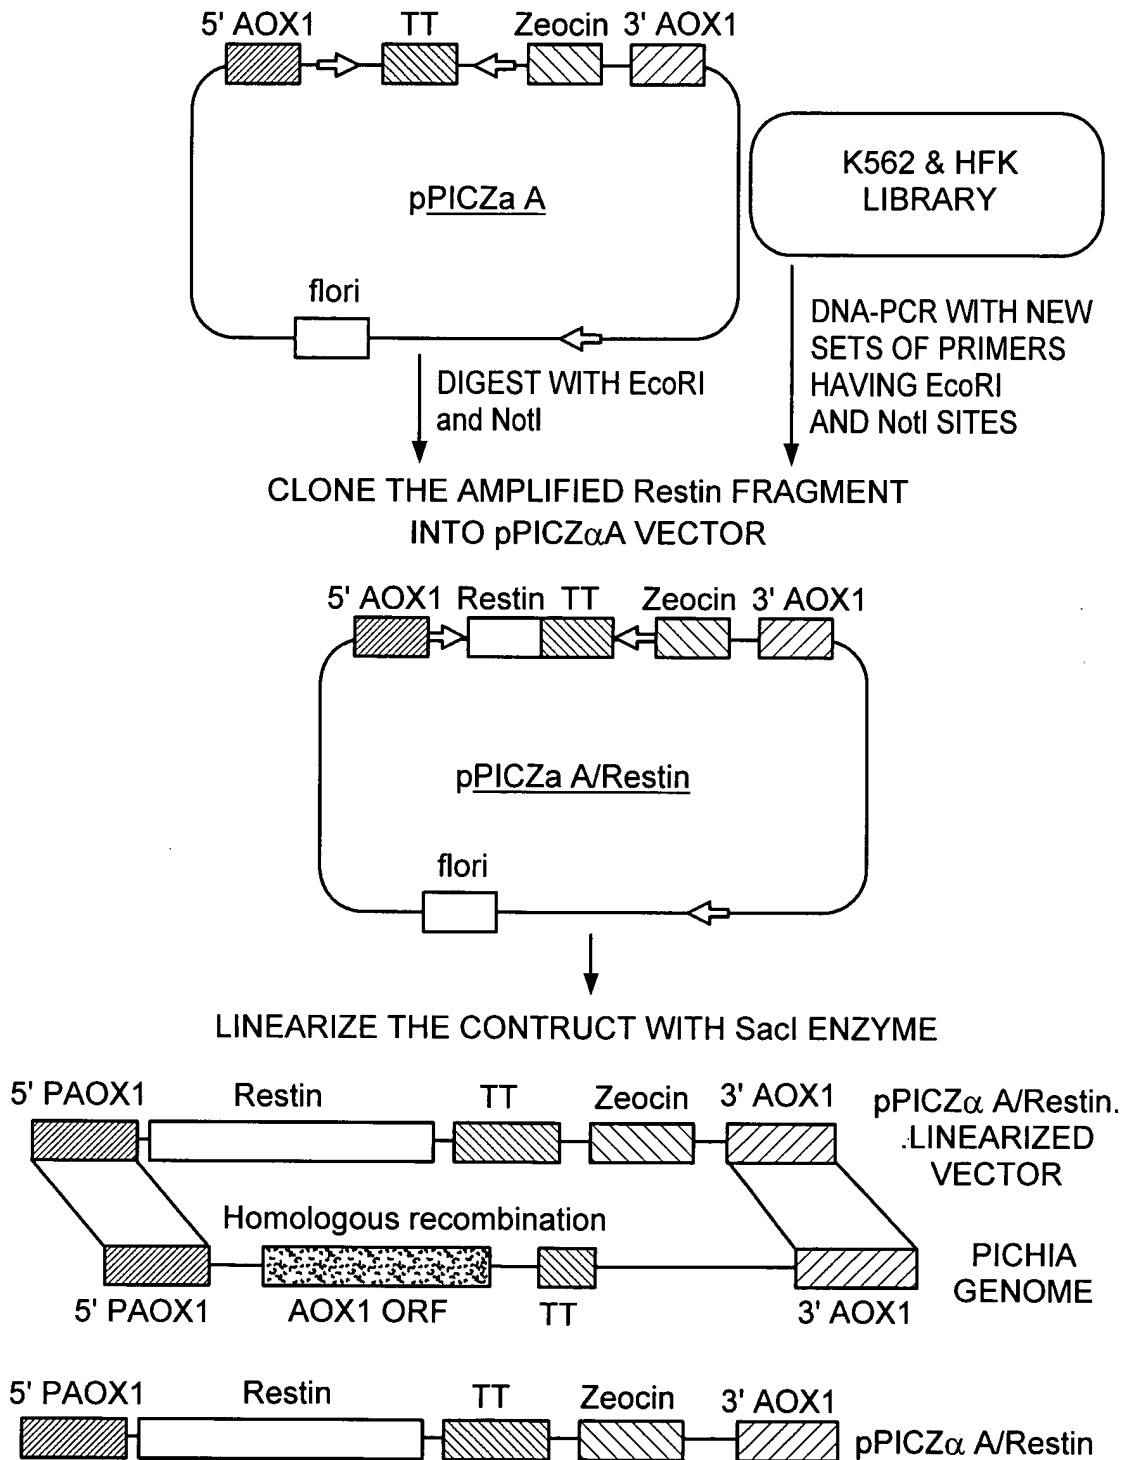 5' AOX1 TT Zeocin 3' AOX1
pPICZa A
K562 & HFK
LIBRARY
flori
DIGEST WITH EcoRI
and NotI
DNA-PCR WITH NEW
SETS OF PRIMERS
HAVING EcoRI
AND NotI SITES
CLONE THE AMPLIFIED Restin FRAGMENT
INTO pPICZαA VECTOR
5' AOX1 Restin TT Zeocin 3' AOX1
pPICZa A/Restin
flori
LINEARIZE THE CONTRUCT WITH SacI ENZYME
5' PAOX1 Restin TT Zeocin 3' AOX1
pPICZα A/Restin.
.LINEARIZED
VECTOR
Homologous recombination
5' PAOX1 AOX1 ORF TT 3' AOX1
PICHIA
GENOME
5' PAOX1 Restin TT Zeocin 3' AOX1
pPICZα A/Restin